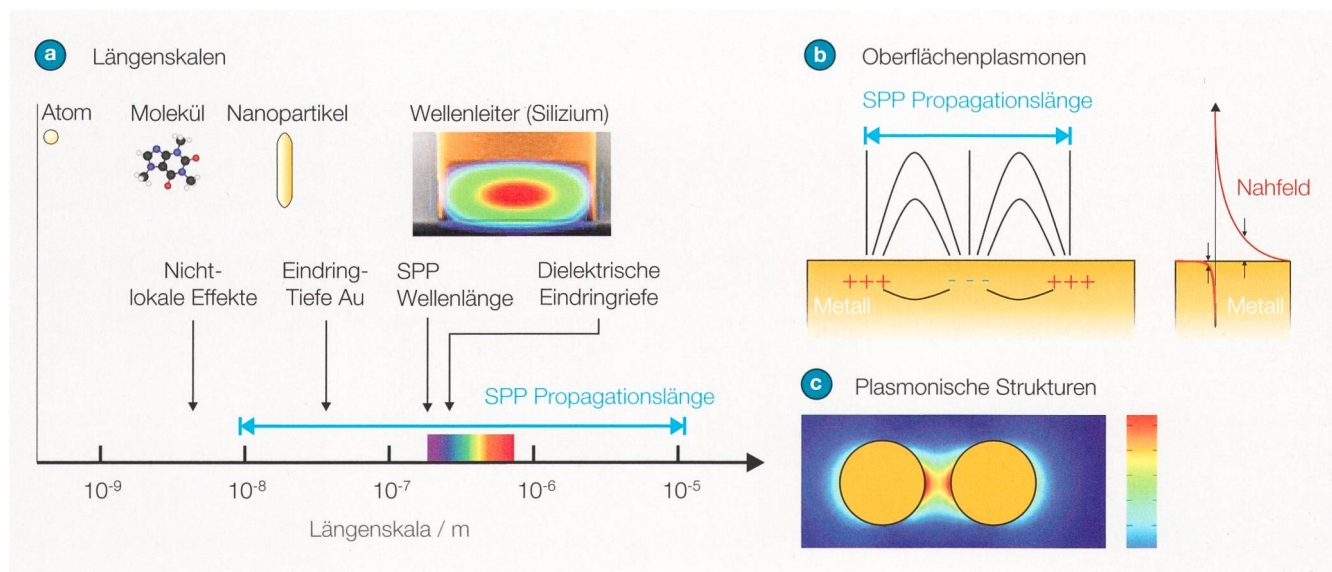 a Längenskalen
Atom Molekül Nanopartikel Wellenleiter (Silizium)
Nicht-
lokale Effekte
Eindring-
Tiefe Au
SPP
Wellenlänge
Dielektrische
Eindringriefe
SPP Propagationslänge
10-9 10-8 10-7 10-6 10-5
Längenskala / m
b Oberflächenplasmonen
SPP Propagationslänge
+++ - - - +++
Metall
Nahfeld
Metall
c Plasmonische Strukturen